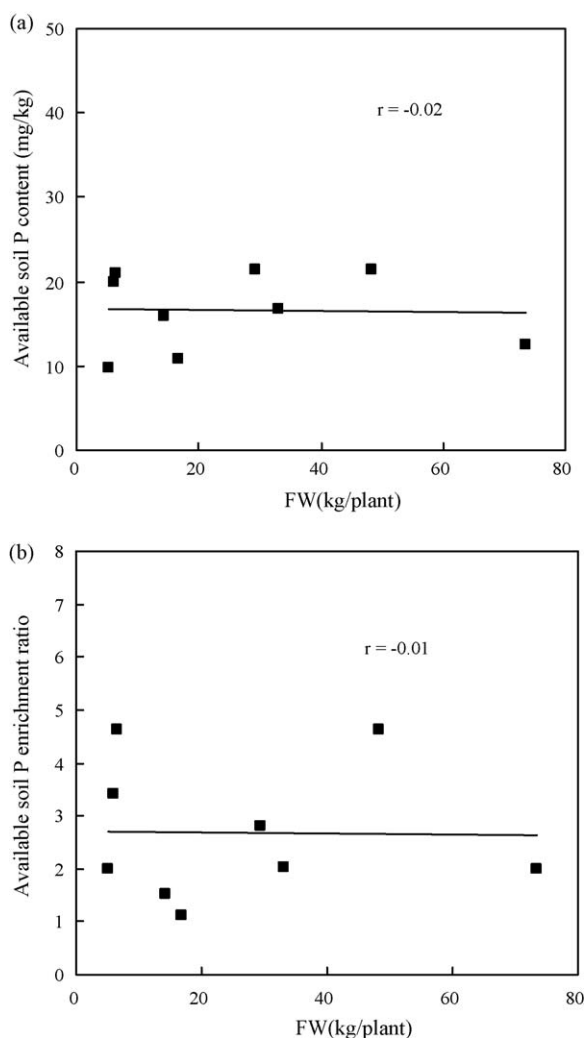 (a)
50
40
30
20
10
0
Available soil P content (mg/kg)
r = -0.02
0 20 40 60 80
FW(kg/plant)
(b)
8
7
6
5
4
3
2
1
0
Available soil P enrichment ratio
r = -0.01
0 20 40 60 80
FW(kg/plant)